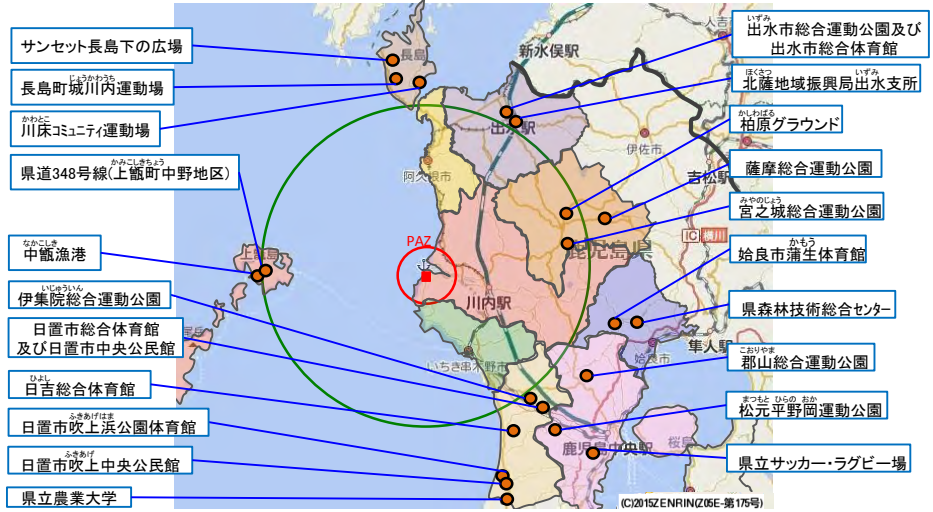 サンセット長島下の広場
じょうかわうち
長島町城川内運動場
かわとこ
川床コミュニティ運動場
かみこしきちょう
県道348号線(上甑町中野地区)
なかこしき
中甑漁港
いじゅういん
伊集院総合運動公園
日置市総合体育館
及び日置市中央公民館
ひよし
日吉総合体育館
ふきあげはま
日置市吹上浜公園体育館
ふきあげ
日置市吹上中央公民館
県立農業大学
長島
新水俣駅
人吉
出水駅
伊佐市
阿久根市
吉松駅
鹿児島県
IC 横川
上甑島
PAZ
川内駅
いちき串木野市
姶良市
隼人駅
鹿児島中央駅
桜島
いずみ
出水市総合運動公園及び
出水市総合体育館
ほくさつ いずみ
北薩地域振興局出水支所
かしわばる
柏原グラウンド
薩摩総合運動公園
みやのじょう
宮之城総合運動公園
かもう
姶良市蒲生体育館
県森林技術総合センター
こおりやま
郡山総合運動公園
まつもと ひらの おか
松元平野岡運動公園
県立サッカー・ラグビー場
(C)2015ZENRIN(Z05E-第175号)